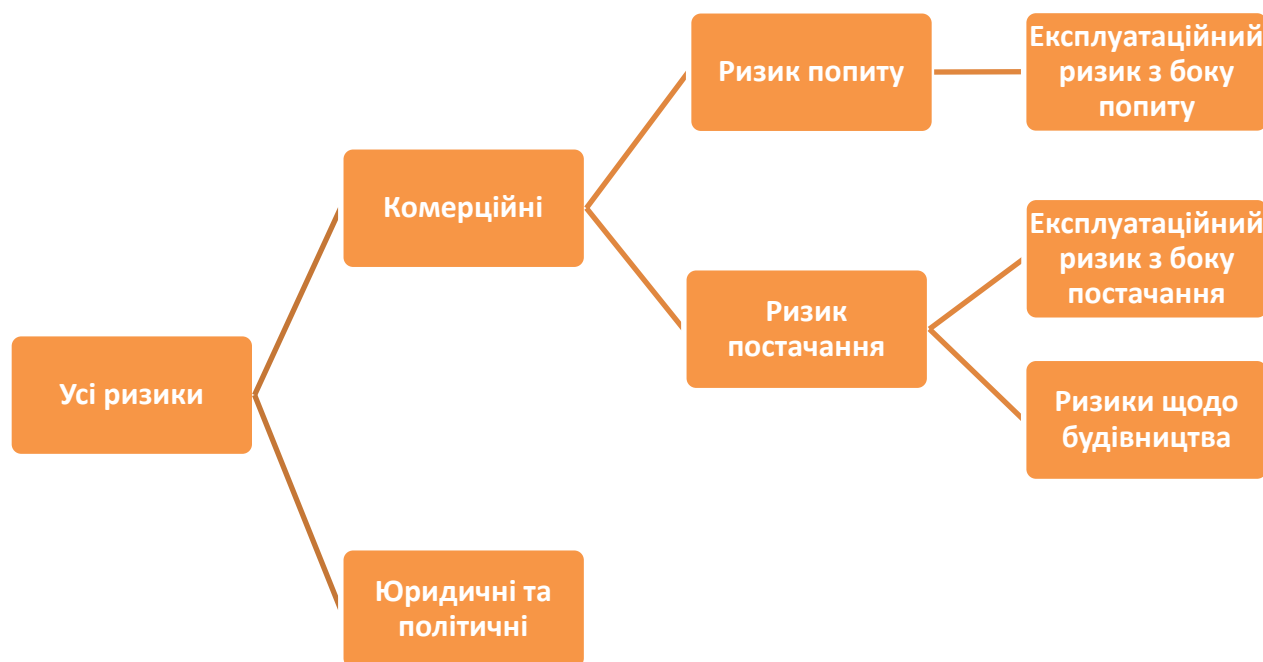 Усі ризики
Комерційні
Юридичні та
політичні
Ризик попиту
Ризик
постачання
Експлуатаційний
ризик з боку
попиту
Експлуатаційний
ризик з боку
постачання
Ризики щодо
будівництва